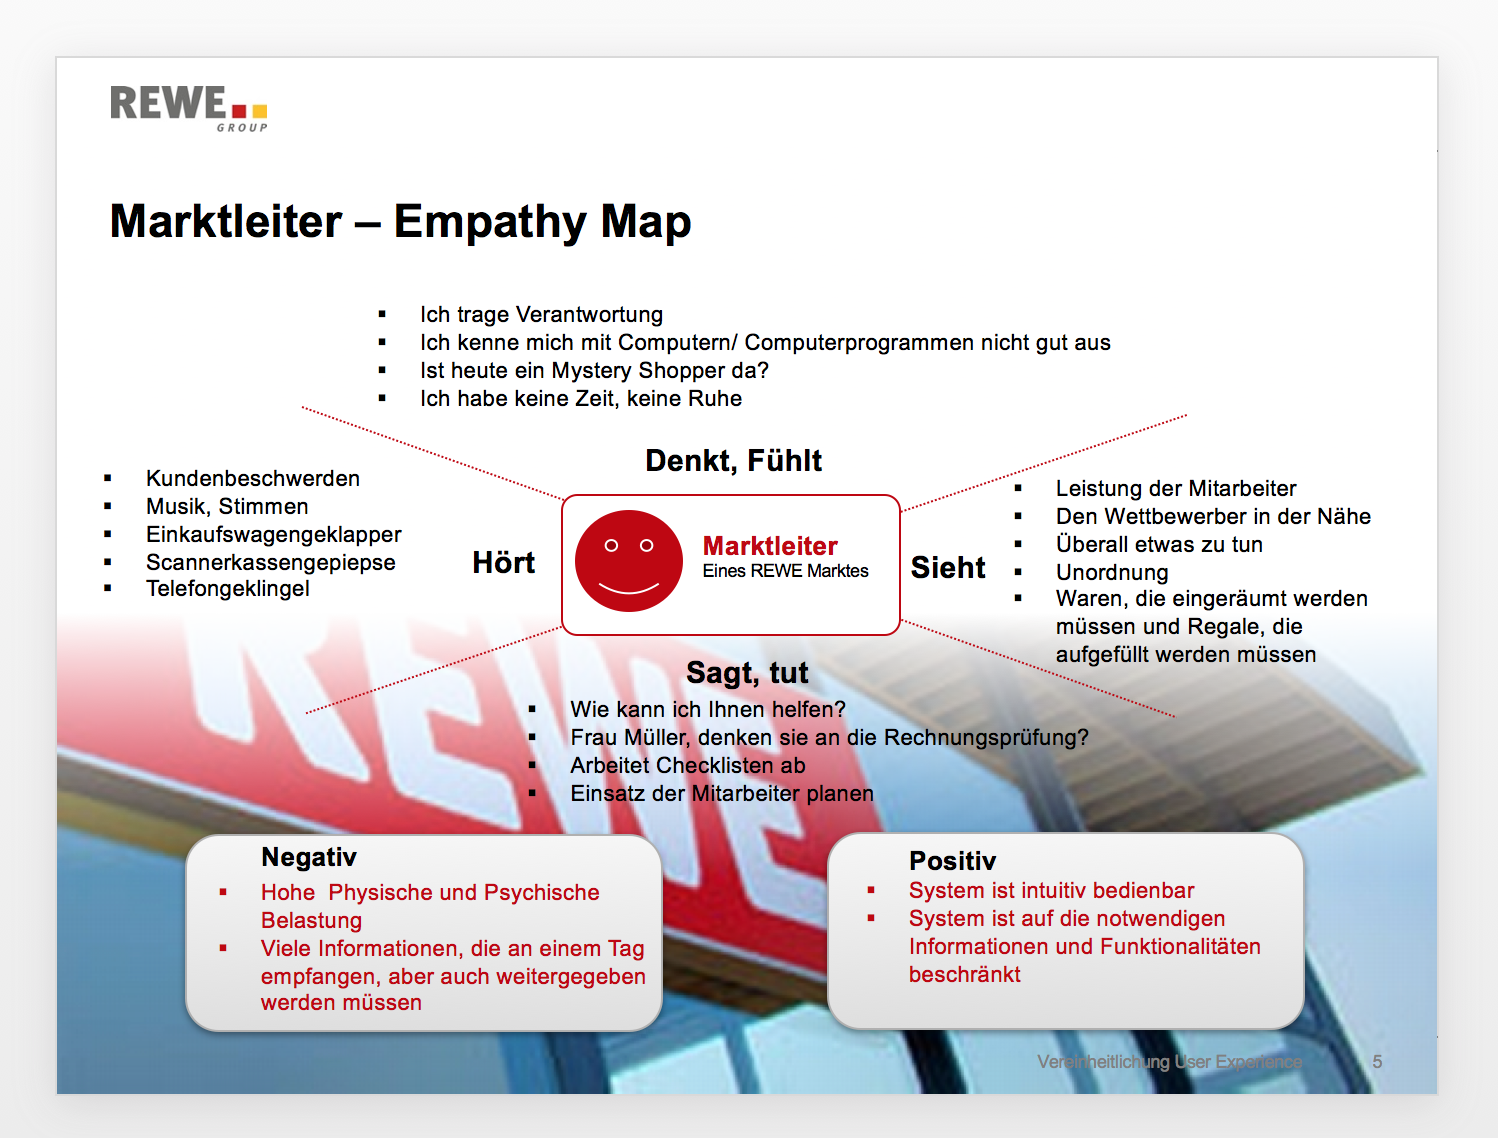 REWE
GROUP
Marktleiter – Empathy Map
Ich trage Verantwortung
Ich kenne mich mit Computern/ Computerprogrammen nicht gut aus
Ist heute ein Mystery Shopper da?
Ich habe keine Zeit, keine Ruhe
Denkt, Fühlt
Kundenbeschwerden
Musik, Stimmen
Einkaufswagengeklapper
Scannerkassengepiepse
Telefongeklingel
Hört
Marktleiter
Eines REWE Marktes
Sieht
Leistung der Mitarbeiter
Den Wettbewerber in der Nähe
Überall etwas zu tun
Unordnung
Waren, die eingeräumt werden
müssen und Regale, die
aufgefüllt werden müssen
REWE
Sagt, tut
Wie kann ich Ihnen helfen?
Frau Müller, denken sie an die Rechnungsprüfung?
Arbeitet Checklisten ab
Einsatz der Mitarbeiter planen
Negativ
Hohe  Physische und Psychische
Belastung
Viele Informationen, die an einem Tag
empfangen, aber auch weitergegeben
werden müssen
Positiv
System ist intuitiv bedienbar
System ist auf die notwendigen
Informationen und Funktionalitäten
beschränkt
Vereinheitlichung User Experience
5